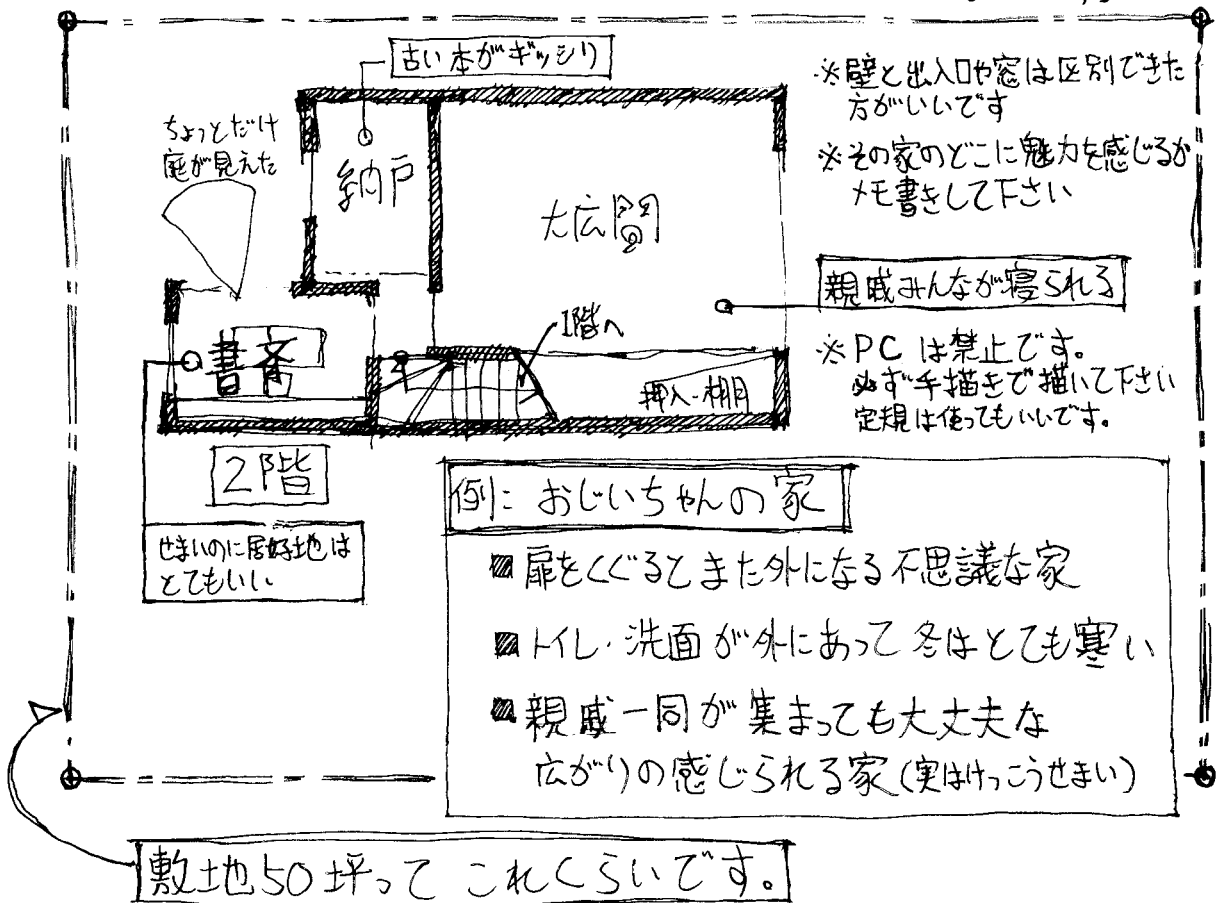 古い本がギッシリ
ちょっとだけ
庭が見えた
納戸
大広間
※壁と出入口や窓は区別できた
方がいいです
※その家のどこに魅力を感じるか
メモ書きして下さい
親戚みんなが寝られる
1階へ
書斎
押入・棚
※PCは禁止です。
必ず手描きで描いて下さい
定規は使ってもいいです。
2階
せまいのに居心地は
とてもいい
例:おじいちゃんの家
■扉をくぐるとまた外になる不思議な家
■トイレ・洗面が外にあって冬はとても寒い
■親戚一同が集まっても大丈夫な
広がりの感じられる家(実はけっこうせまい)
敷地50坪ってこれくらいです。